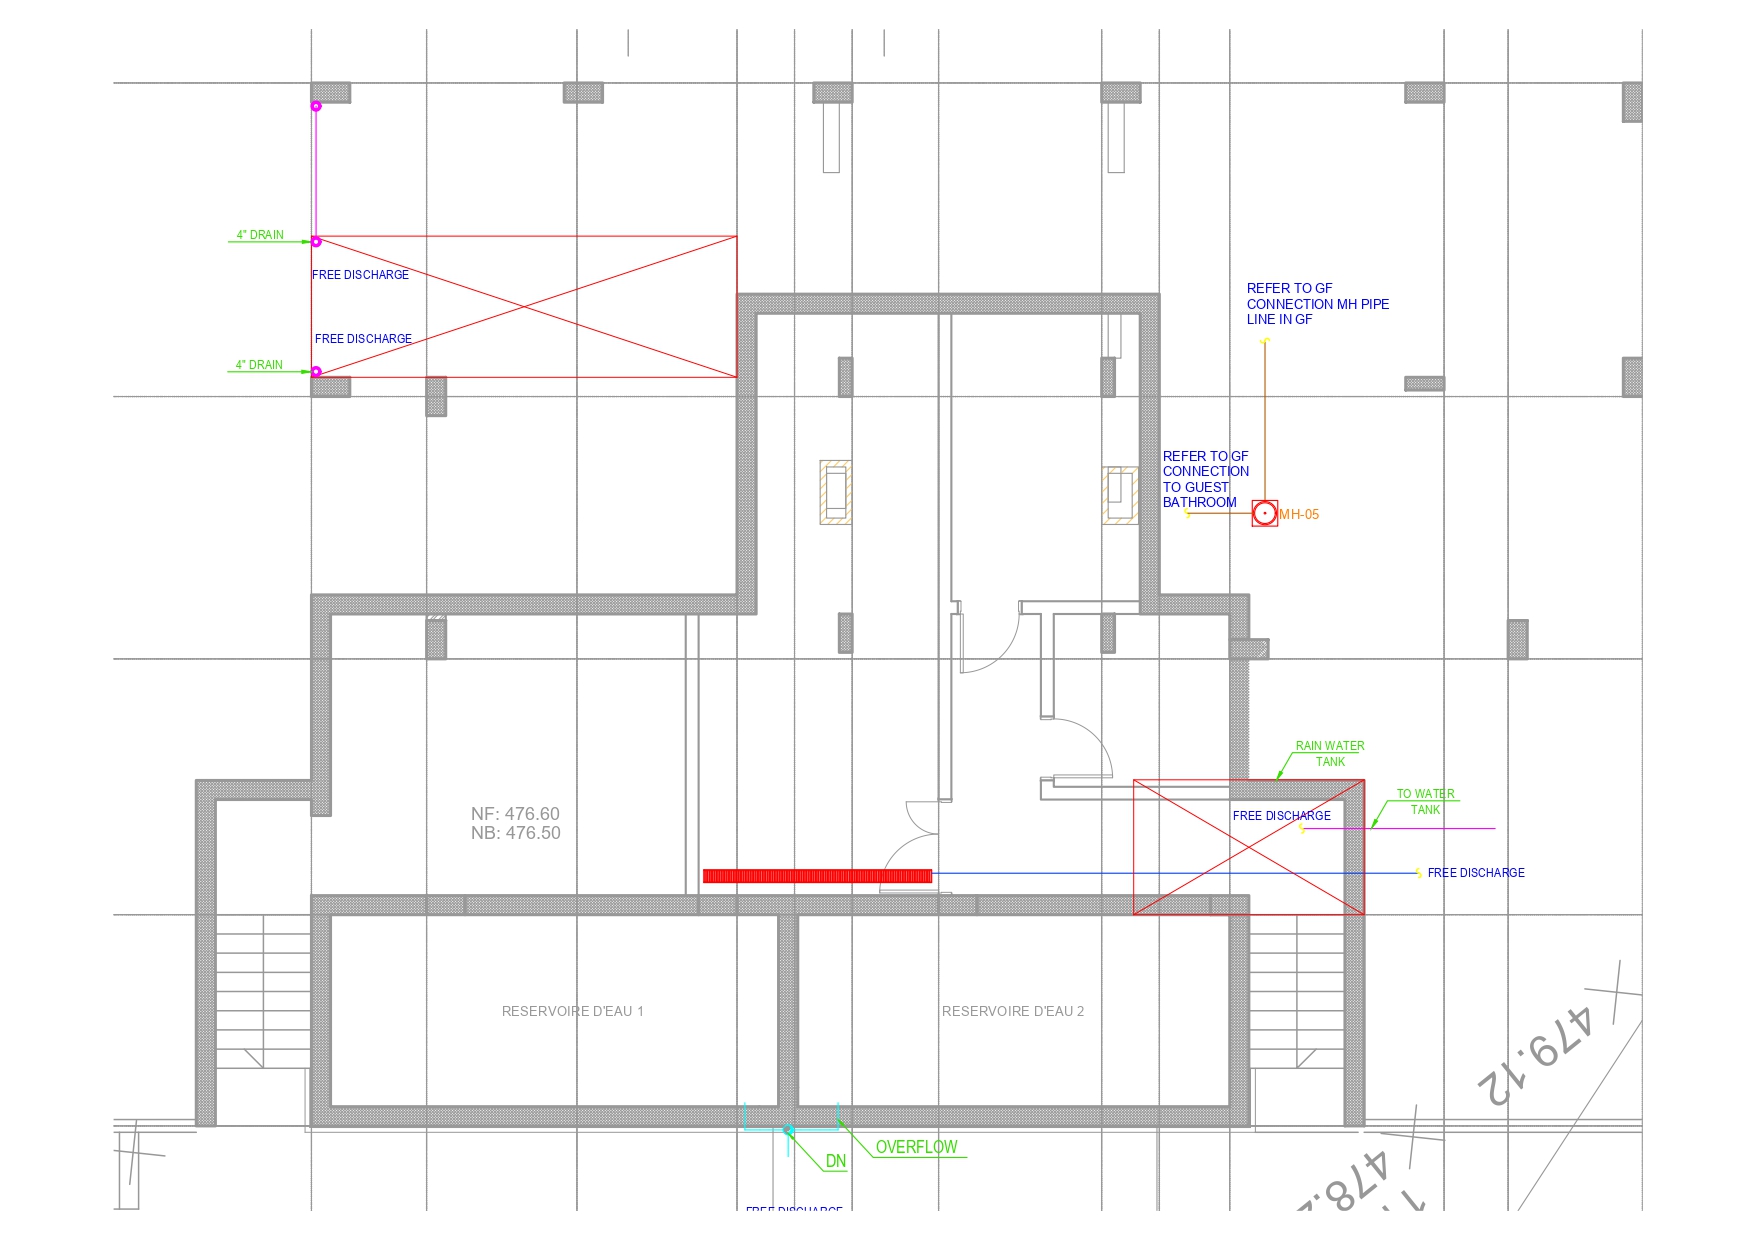 4" DRAIN
FREE DISCHARGE
FREE DISCHARGE
4" DRAIN
REFER TO GF
CONNECTION MH PIPE
LINE IN GF
REFER TO GF
CONNECTION
TO GUEST
BATHROOM
MH-05
RAIN WATER
TANK
TO WATER
TANK
FREE DISCHARGE
FREE DISCHARGE
NF: 476.60
NB: 476.50
RESERVOIRE D'EAU 1
RESERVOIRE D'EAU 2
479.12
OVERFLOW
DN
FREE DISCHARGE